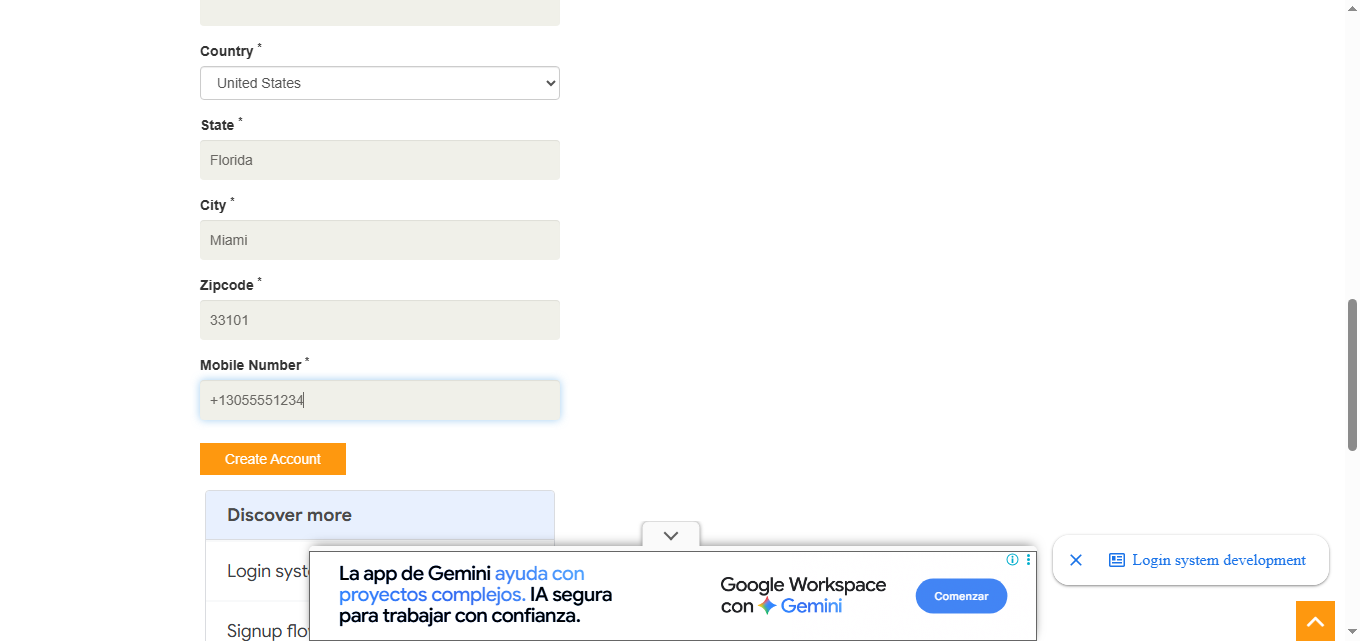 Country *
United States
State *
Florida
City *
Miami
Zipcode *
33101
Mobile Number *
+13055551234
Create Account
Discover more
Login syst
Signup flo
La app de Gemini ayuda con
proyectos complejos. IA segura
para trabajar con confianza.
Google Workspace
con Gemini
Comenzar
Login system development